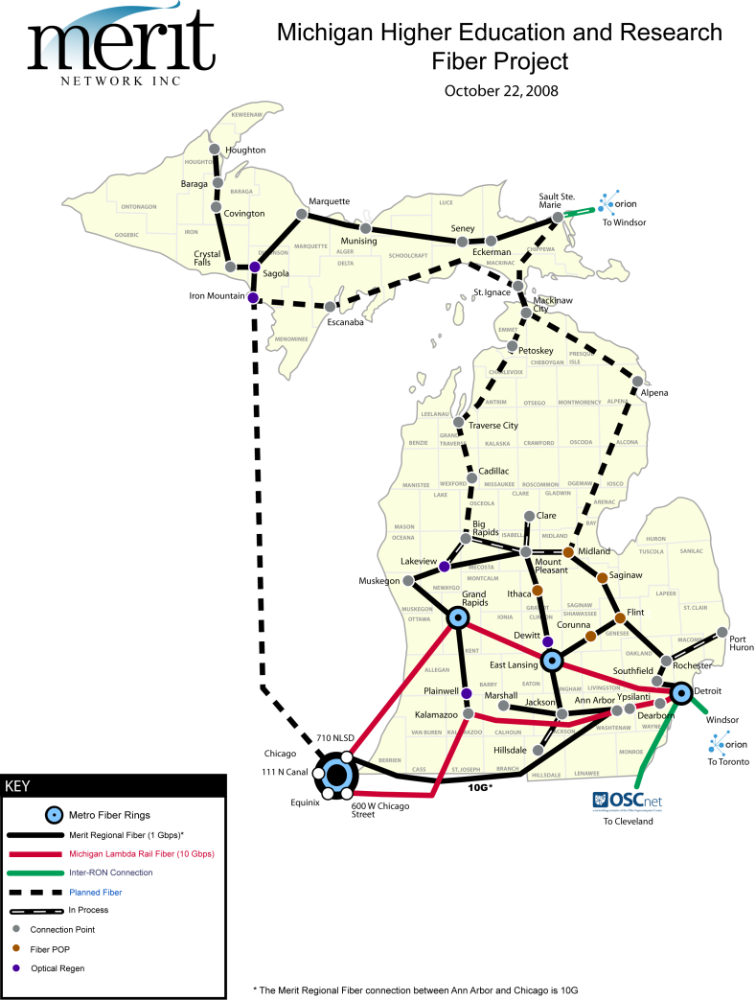 merit
NETWORK INC
Michigan Higher Education and Research
Fiber Project
October 22, 2008
KEWEENAW
Houghton
HOUGHTON
Baraga
BARAGA
ONTONAGON
Covington
GOGEBIC
IRON
Marquette
LUCE
Sault Ste.
Marie
orion
To Windsor
Munising
Seney
Eckerman
MARQUETTE
ALGER
SCHOOLCRAFT
CHIPPEWA
MACKINAC
Crystal
Falls
DICKINSON
DELTA
Sagola
Iron Mountain
St. Ignace
Mackinaw
City
Escanaba
MENOMINEE
EMMET
Petoskey
CHEBOYGAN
PRESQUE
ISLE
CHARLEVOIX
Alpena
ANTRIM
OTSEGO
MONTMORENCY
ALPENA
LEELANAU
Traverse City
GRAND
TRAVERSE
BENZIE
KALASKA
CRAWFORD
OSCODA
ALCONA
Cadillac
MANISTEE
WEXFORD
MISSAUKEE
ROSCOMMON
OGEMAW
IOSCO
LAKE
OSCEOLA
CLARE
GLADWIN
ARENAC
Clare
BAY
MASON
OCEANA
Big
Rapids
ISABELLA
MIDLAND
HURON
TUSCOLA
SANILAC
Lakeview
MECOSTA
Mount
Pleasant
Midland
Muskegon
NEWAYGO
MONTCALM
Saginaw
Grand
Rapids
Ithaca
GRATIOT
SAGINAW
LAPEER
ST. CLAIR
MUSKEGON
OTTAWA
IONIA
CLINTON
SHIAWASSEE
Flint
Corunna
GENESEE
Dewitt
Port
Huron
MACOMB
OAKLAND
KENT
East Lansing
Rochester
Southfield
ALLEGAN
BARRY
EATON
INGHAM
LIVINGSTON
Plainwell
Marshall
Jackson
Ann Arbor
Ypsilanti
Detroit
Dearborn
Kalamazoo
Windsor
VAN BUREN
KALAMAZOO
CALHOUN
JACKSON
WASHTENAW
WAYNE
710 NLSD
Hillsdale
MONROE
orion
To Toronto
Chicago
BERRIEN
CASS
ST. JOSEPH
BRANCH
HILLSDALE
LENAWEE
111 N Canal
10G*
Equinix
600 W Chicago
Street
OSCnet
To Cleveland
KEY
Metro Fiber Rings
Merit Regional Fiber (1 Gbps)*
Michigan Lambda Rail Fiber (10 Gbps)
Inter-RON Connection
Planned Fiber
In Process
Connection Point
Fiber POP
Optical Regen
* The Merit Regional Fiber connection between Ann Arbor and Chicago is 10G